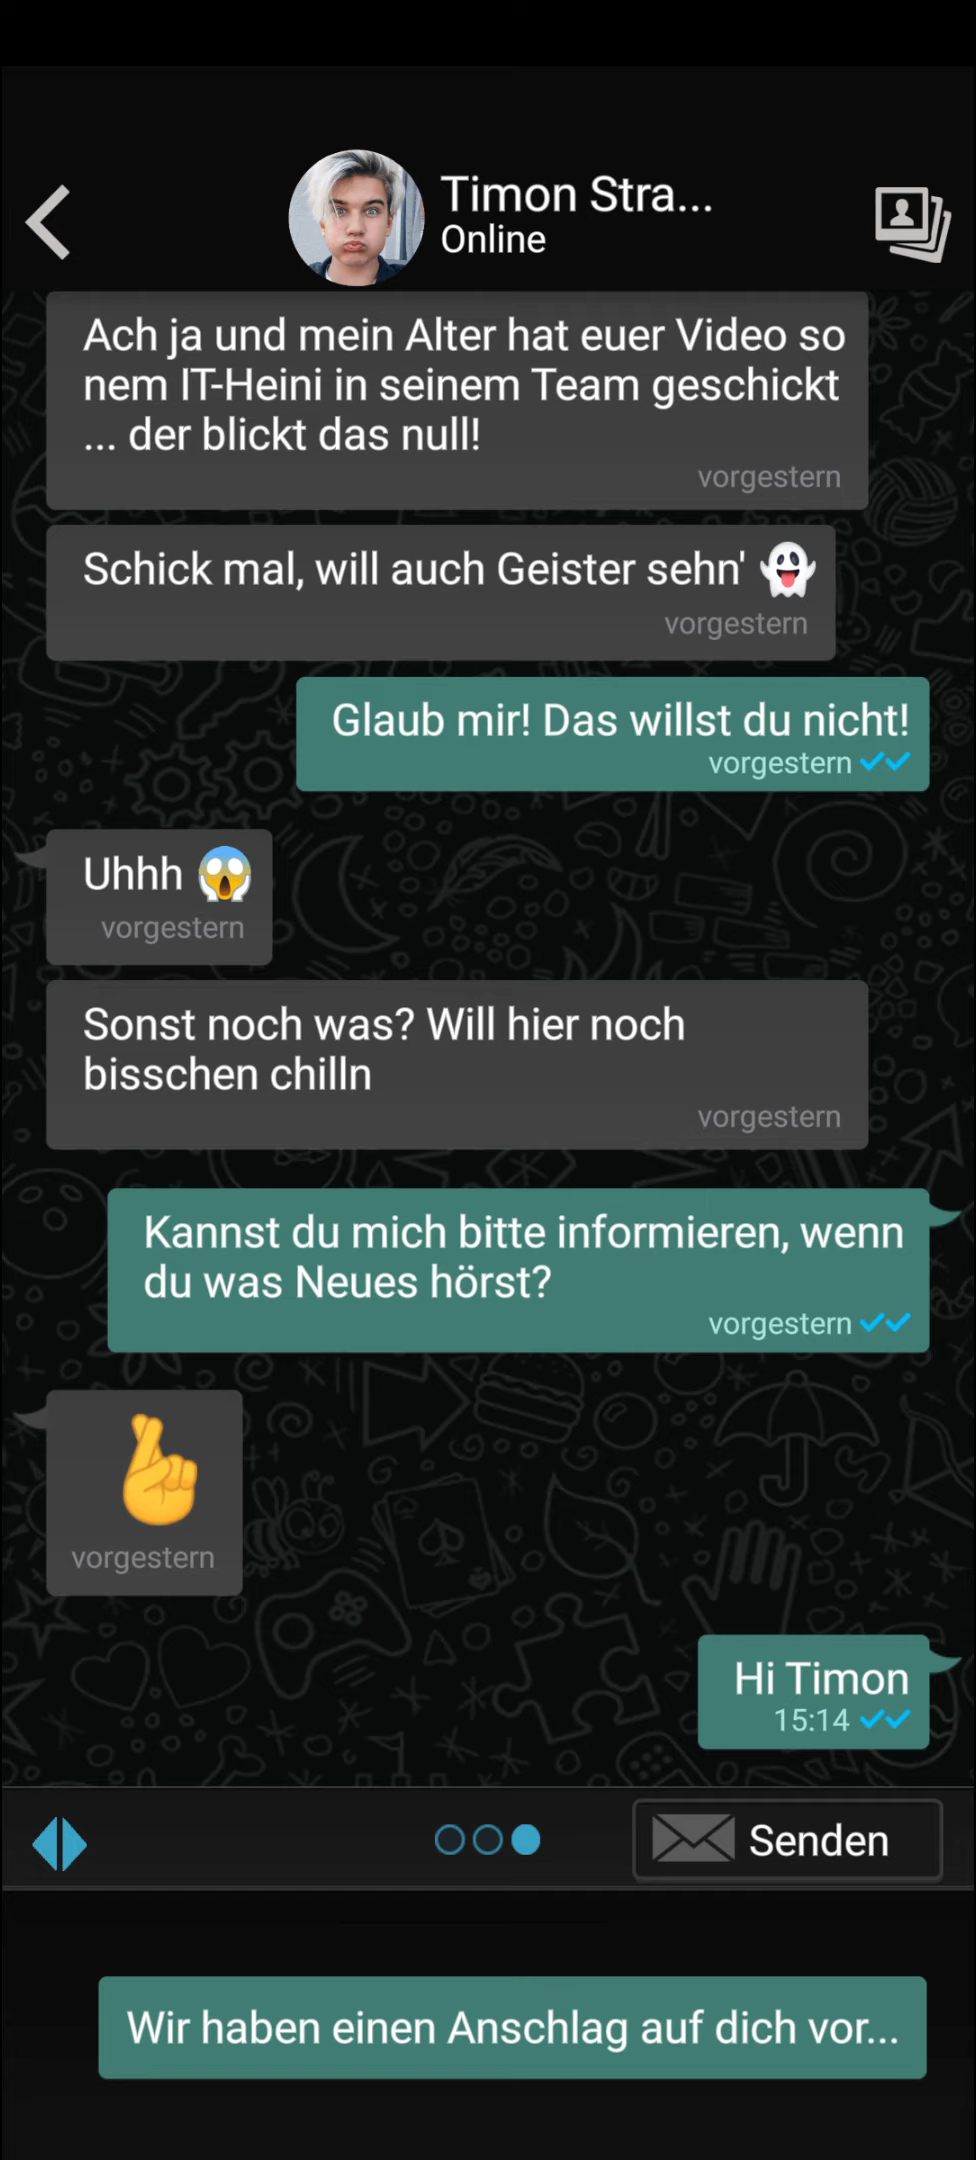 Timon Stra...
Online
Ach ja und mein Alter hat euer Video so
nem IT-Heini in seinem Team geschickt
... der blickt das null!
vorgestern
Schick mal, will auch Geister sehn' 👻
vorgestern
Glaub mir! Das willst du nicht!
vorgestern
Uhhh 😱
vorgestern
Sonst noch was? Will hier noch
bisschen chilln
vorgestern
Kannst du mich bitte informieren, wenn
du was Neues hörst?
vorgestern
🤞
vorgestern
Hi Timon
15:14
Senden
Wir haben einen Anschlag auf dich vor...